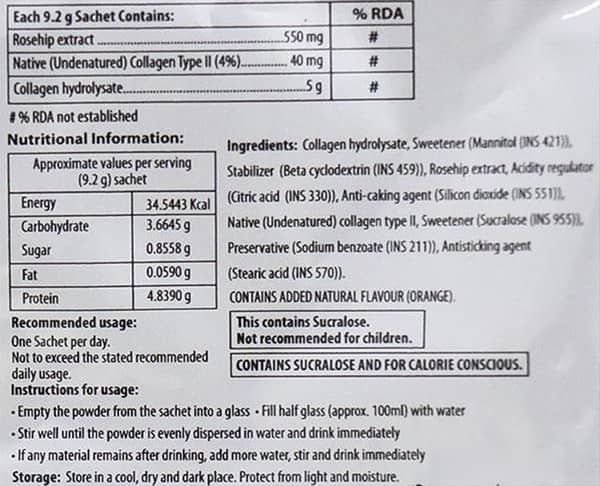 Each 9.2 g Sachet Contains: % RDA
Rosehip extract ........................................550 mg #
Native (Undenatured) Collagen Type II (4%).............. 40 mg #
Collagen hydrolysate........................................5 g #
# % RDA not established
Nutritional Information:
Approximate values per serving
(9.2 g) sachet
Energy 34.5443 Kcal
Carbohydrate 3.6645 g
Sugar 0.8558 g
Fat 0.0590 g
Protein 4.8390 g
Ingredients: Collagen hydrolysate, Sweetener (Mannitol (INS 421)),
Stabilizer (Beta cyclodextrin (INS 459)), Rosehip extract, Acidity regulator
(Citric acid (INS 330)), Anti-caking agent (Silicon dioxide (INS 551)),
Native (Undenatured) collagen type II, Sweetener (Sucralose (INS 955)),
Preservative (Sodium benzoate (INS 211)), Antisticking agent
(Stearic acid (INS 570)).
CONTAINS ADDED NATURAL FLAVOUR (ORANGE).
Recommended usage:
One Sachet per day.
Not to exceed the stated recommended
daily usage.
This contains Sucralose.
Not recommended for children.
CONTAINS SUCRALOSE AND FOR CALORIE CONSCIOUS.
Instructions for usage:
• Empty the powder from the sachet into a glass • Fill half glass (approx. 100ml) with water
• Stir well until the powder is evenly dispersed in water and drink immediately
• If any material remains after drinking, add more water, stir and drink immediately
Storage: Store in a cool, dry and dark place. Protect from light and moisture.